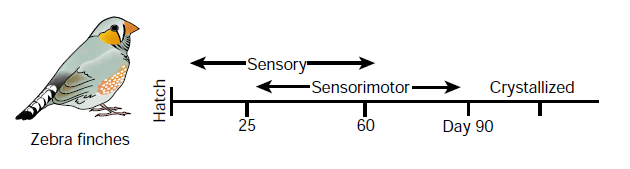 Sensory
Sensorimotor
Crystallized
Hatch
25
60
Day 90
Zebra finches